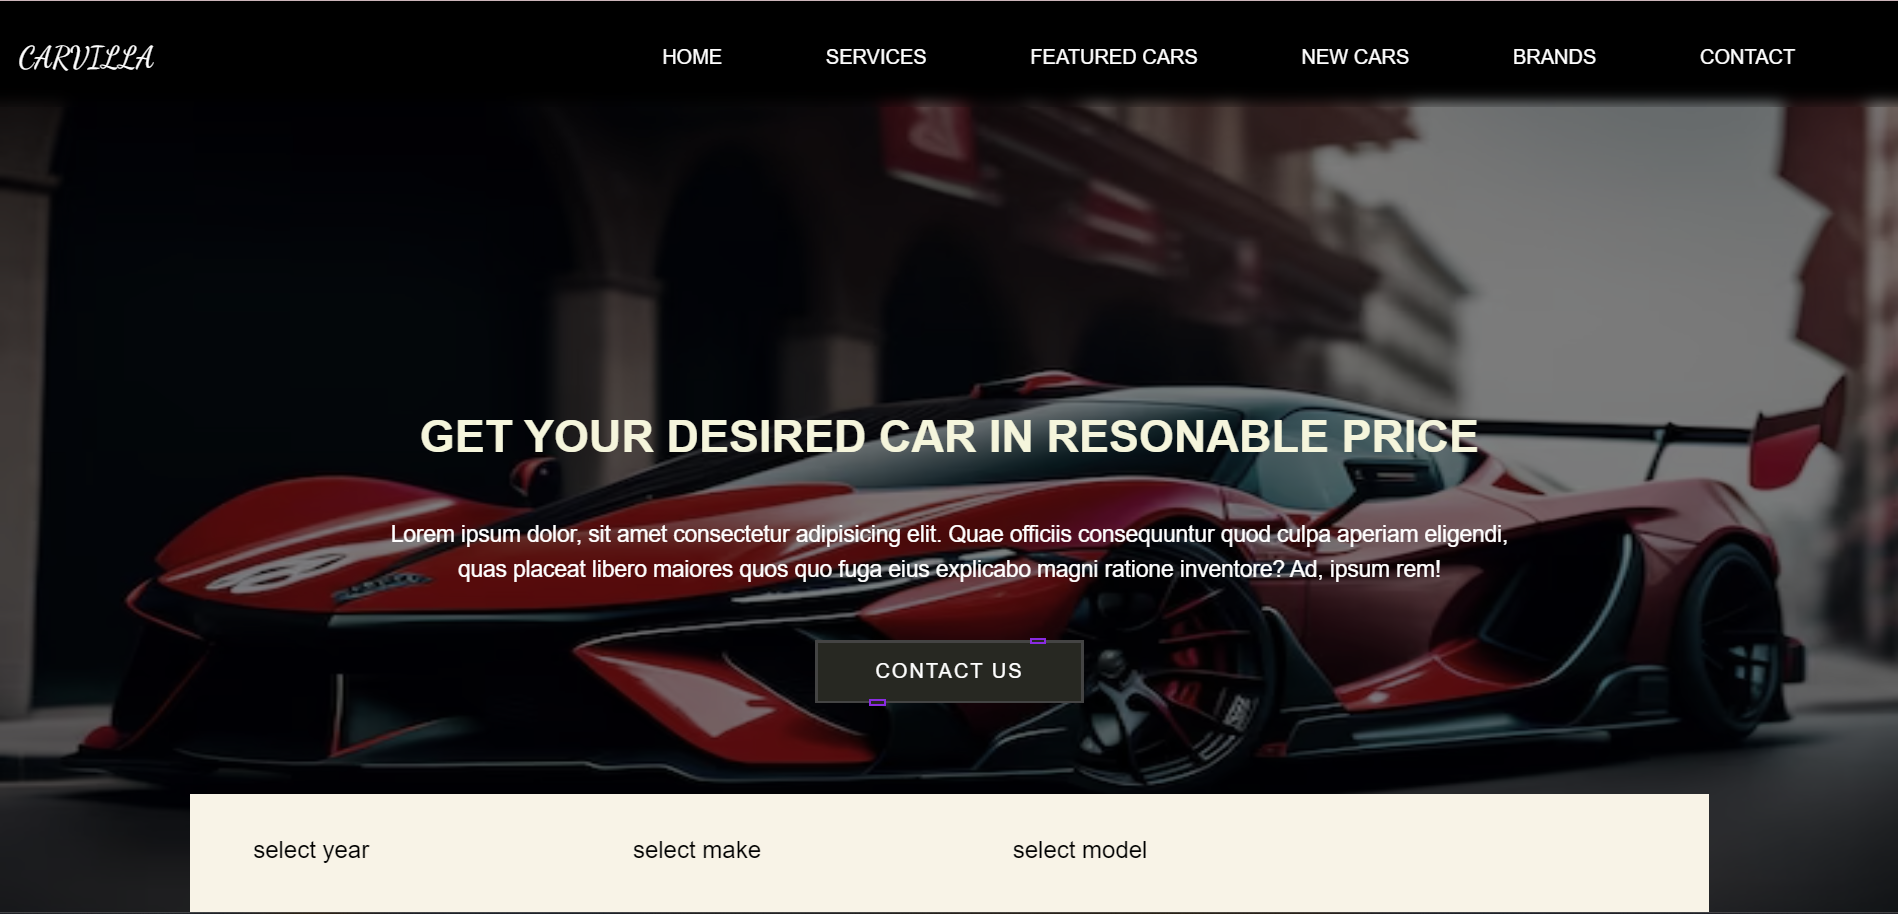 CARVILLA
HOME SERVICES FEATURED CARS NEW CARS BRANDS CONTACT
GET YOUR DESIRED CAR IN RESONABLE PRICE
Lorem ipsum dolor, sit amet consectetur adipisicing elit. Quae officiis consequuntur quod culpa aperiam eligendi,
quas placeat libero maiores quos quo fuga eius explicabo magni ratione inventore? Ad, ipsum rem!
CONTACT US
select year select make select model